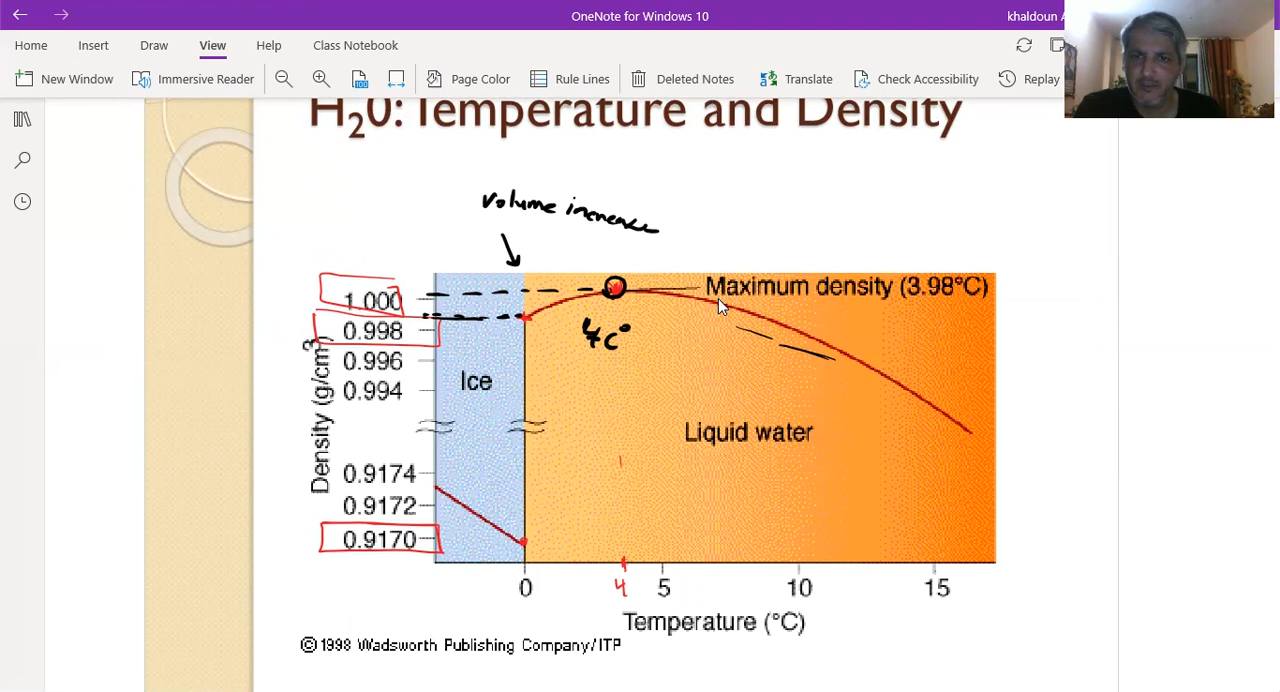 OneNote for Windows 10
khaldoun
Home Insert Draw View Help Class Notebook
New Window Immersive Reader Page Color Rule Lines Deleted Notes Translate Check Accessibility Replay
H20: Temperature and Density
volume increase
Maximum density (3.98°C)
1.000
4c°
0.998
0.996
Ice
0.994
Density (g/cm3)
Liquid water
0.9174
0.9172
0.9170
0 4 5 10 15
Temperature (°C)
©1998 Wadsworth Publishing Company/ITP